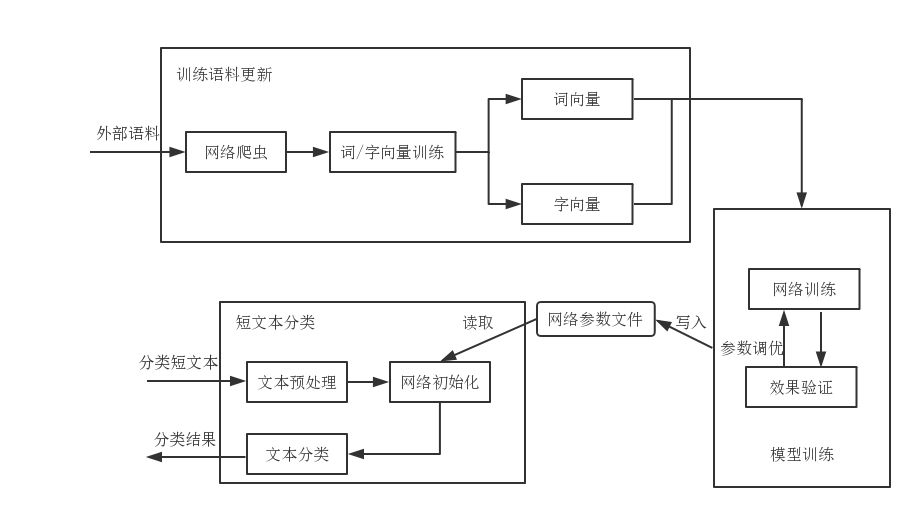 训练语料更新
词向量
外部语料
网络爬虫
词/字向量训练
字向量
网络训练
短文本分类
读取
网络参数文件
写入
参数调优
分类短文本
文本预处理
网络初始化
效果验证
分类结果
文本分类
模型训练